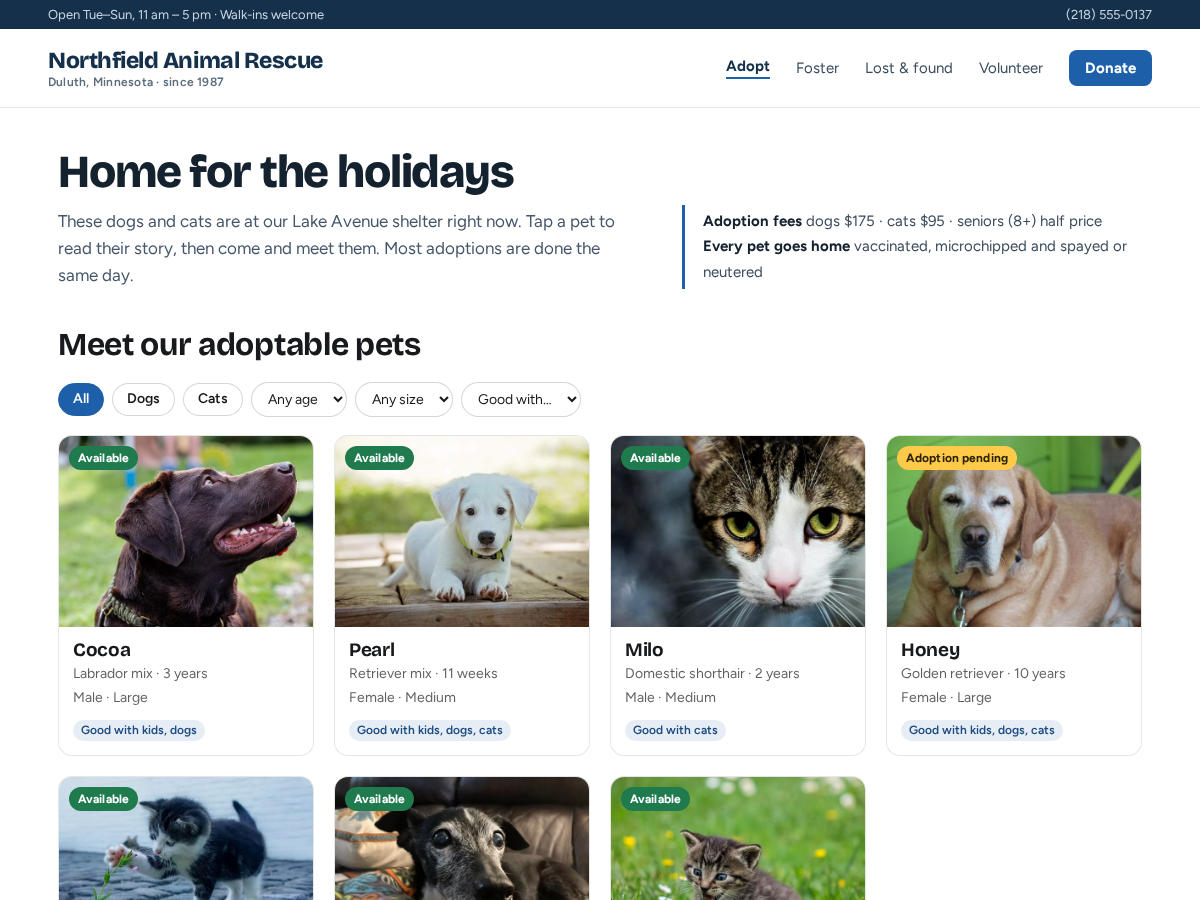 Open Tue–Sun, 11 am – 5 pm · Walk-ins welcome
(218) 555-0137
Northfield Animal Rescue
Duluth, Minnesota · since 1987
Adopt
Foster
Lost & found
Volunteer
Donate
Home for the holidays
These dogs and cats are at our Lake Avenue shelter right now. Tap a pet to
read their story, then come and meet them. Most adoptions are done the
same day.
Adoption fees dogs $175 · cats $95 · seniors (8+) half price
Every pet goes home vaccinated, microchipped and spayed or
neutered
Meet our adoptable pets
All
Dogs
Cats
Any age
Any size
Good with...
Available
Cocoa
Labrador mix · 3 years
Male · Large
Good with kids, dogs
Available
Pearl
Retriever mix · 11 weeks
Female · Medium
Good with kids, dogs, cats
Available
Milo
Domestic shorthair · 2 years
Male · Medium
Good with cats
Adoption pending
Honey
Golden retriever · 10 years
Female · Large
Good with kids, dogs, cats
Available
Available
Available